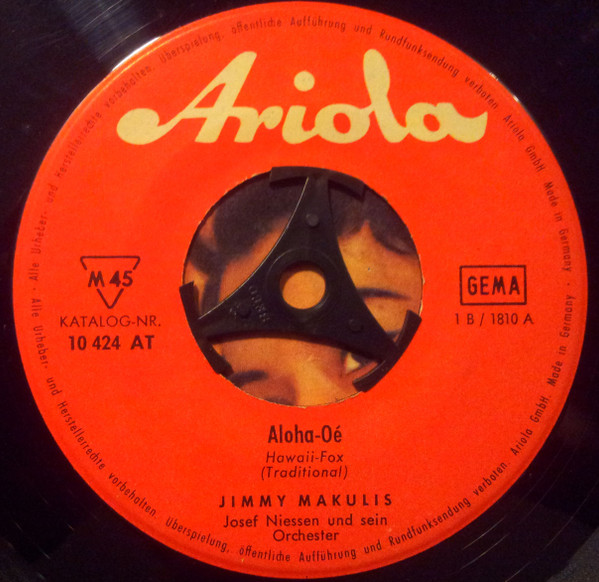 Alle Urheber- und Herstellerrechte vorbehalten. Überspielung, öffentliche Aufführung und Rundfunksendung verboten. Ariola GmbH. Made in Germany
Ariola
M 45
KATALOG-NR.
10 424 AT
GEMA
1 B / 1810 A
Aloha-Oé
Hawaii-Fox
(Traditional)
JIMMY MAKULIS
Josef Niessen und sein
Orchester
Alle Urheber- und Herstellerrechte vorbehalten. Überspielung, öffentliche Aufführung und Rundfunksendung verboten. Ariola GmbH. Made in Germany